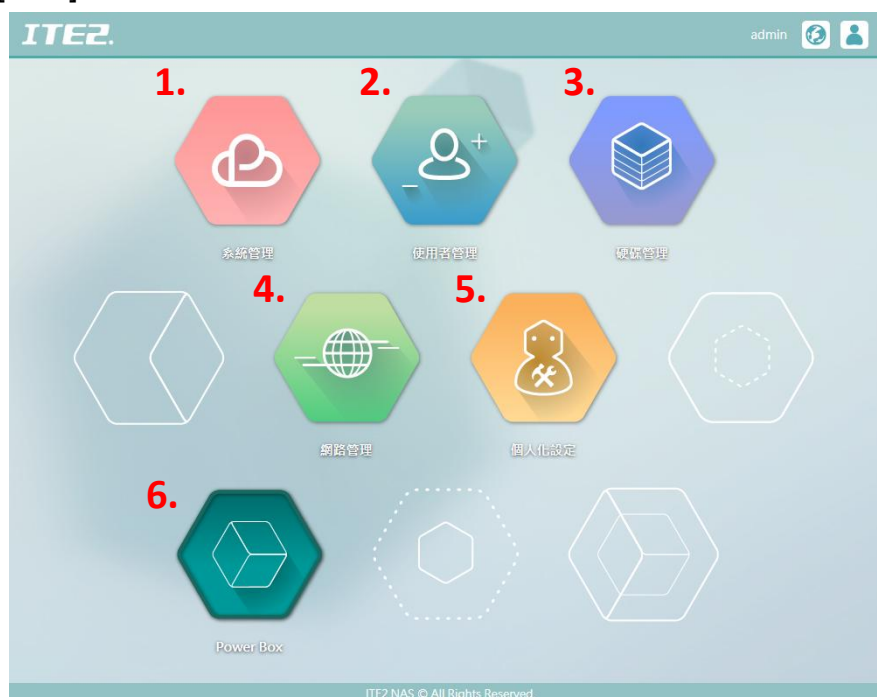 ITE2.
admin
1.
2.
3.
系統管理
使用者管理
硬碟管理
4.
5.
網路管理
個人化設定
6.
Power Box
ITE2 NAS © All Rights Reserved